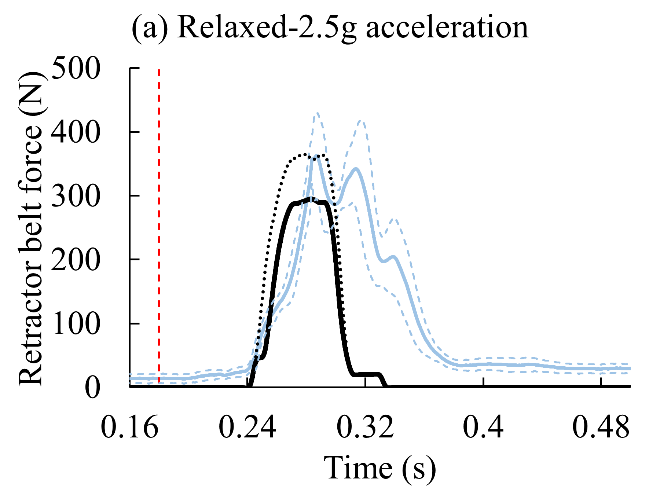 (a) Relaxed-2.5g acceleration
Retractor belt force (N)
500
400
300
200
100
0
0.16 0.24 0.32 0.4 0.48
Time (s)